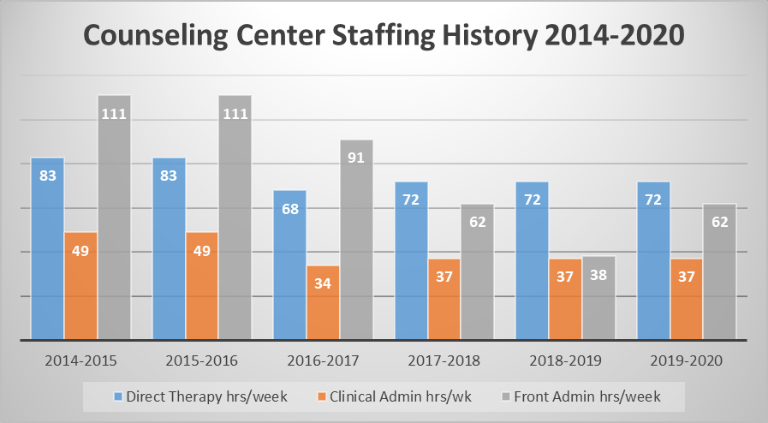 Counseling Center Staffing History 2014-2020
83 49 111
83 49 111
68 34 91
72 37 62
72 37 38
72 37 62
2014-2015 2015-2016 2016-2017 2017-2018 2018-2019 2019-2020
Direct Therapy hrs/week Clinical Admin hrs/wk Front Admin hrs/week